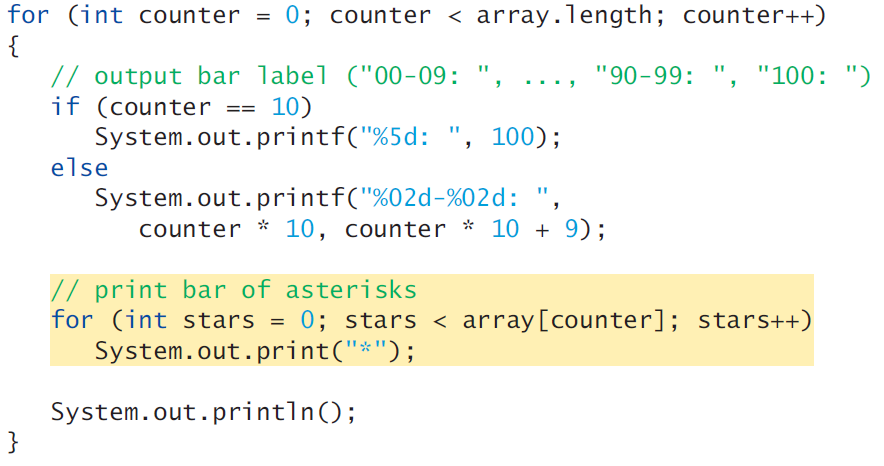 for (int counter = 0; counter < array.length; counter++)
{
   // output bar label ("00-09: ", ..., "90-99: ", "100: ")
   if (counter == 10)
      System.out.printf("%5d: ", 100);
   else
      System.out.printf("%02d-%02d: ",
         counter * 10, counter * 10 + 9);

   // print bar of asterisks
   for (int stars = 0; stars < array[counter]; stars++)
      System.out.print("*");

   System.out.println();
}